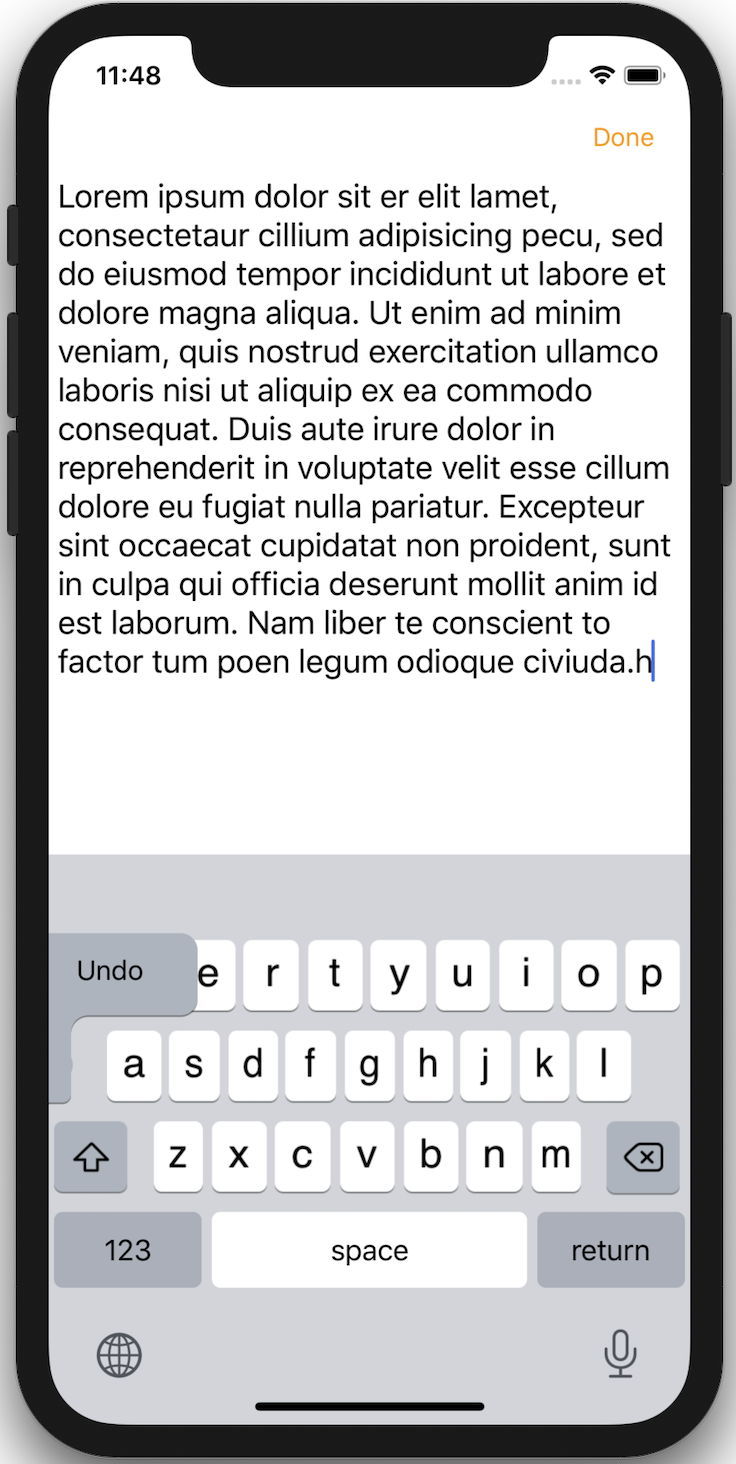 11:48
Done
Lorem ipsum dolor sit er elit lamet,
consectetaur cillium adipisicing pecu, sed
do eiusmod tempor incididunt ut labore et
dolore magna aliqua. Ut enim ad minim
veniam, quis nostrud exercitation ullamco
laboris nisi ut aliquip ex ea commodo
consequat. Duis aute irure dolor in
reprehenderit in voluptate velit esse cillum
dolore eu fugiat nulla pariatur. Excepteur
sint occaecat cupidatat non proident, sunt
in culpa qui officia deserunt mollit anim id
est laborum. Nam liber te conscient to
factor tum poen legum odioque civiuda.h
Undo e r t y u i o p
a s d f g h j k l
z x c v b n m
123 space return